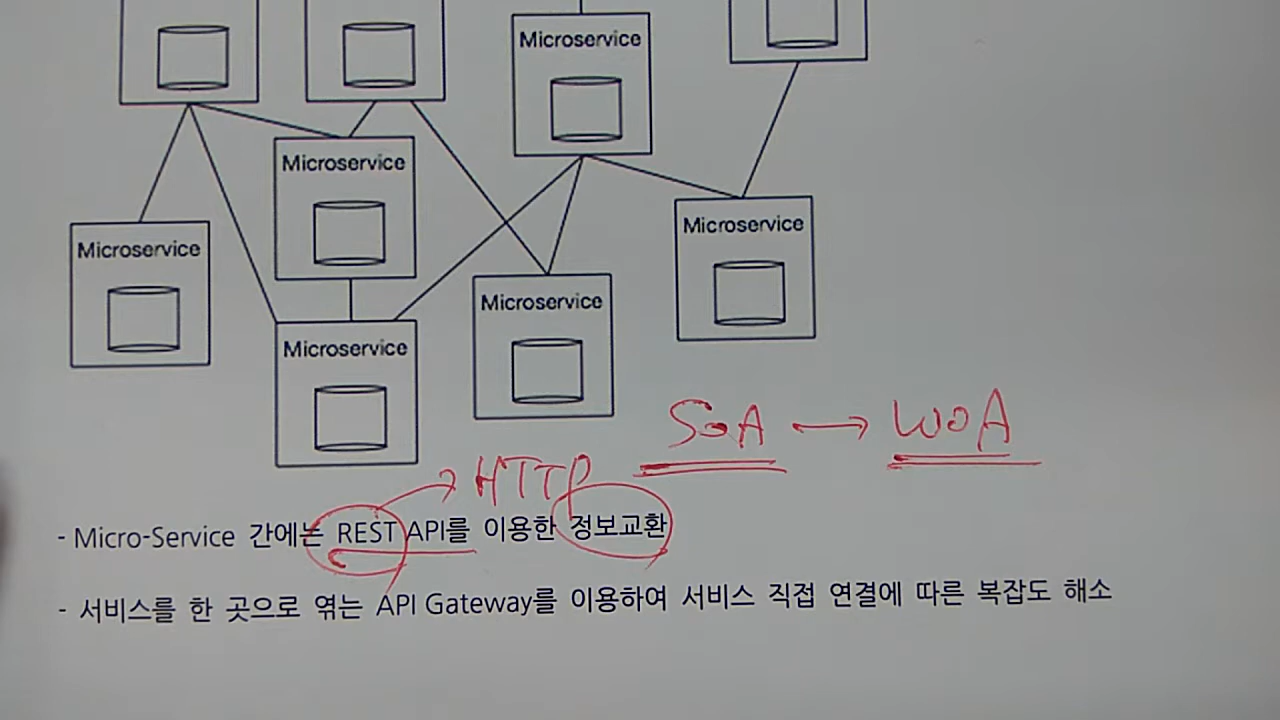 Microservice
Microservice
Microservice
Microservice
Microservice
Microservice
SOA → WOA
HTTP
- Micro-Service 간에는 REST API를 이용한 정보교환
- 서비스를 한 곳으로 엮는 API Gateway를 이용하여 서비스 직접 연결에 따른 복잡도 해소